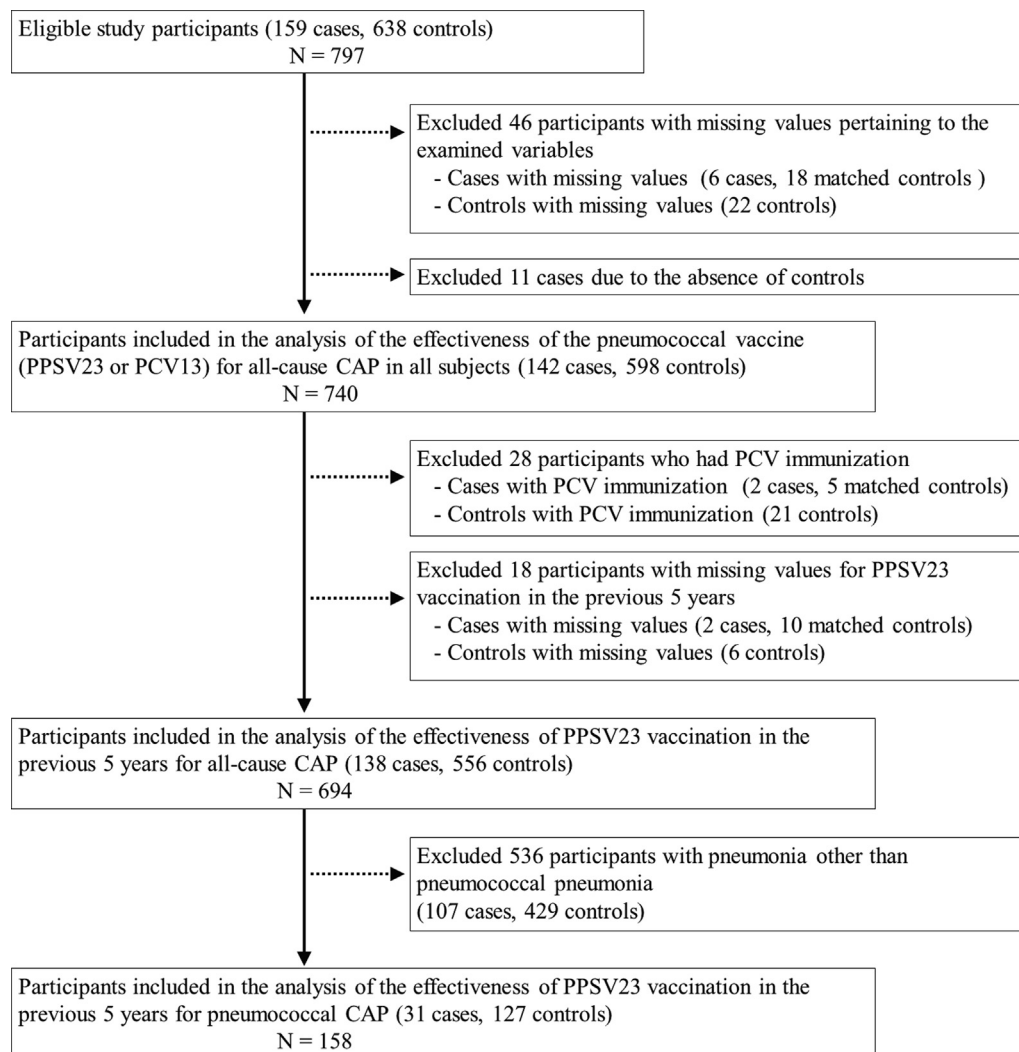 Eligible study participants (159 cases, 638 controls)
N = 797
Excluded 46 participants with missing values pertaining to the
examined variables
- Cases with missing values (6 cases, 18 matched controls )
- Controls with missing values (22 controls)
Excluded 11 cases due to the absence of controls
Participants included in the analysis of the effectiveness of the pneumococcal vaccine
(PPSV23 or PCV13) for all-cause CAP in all subjects (142 cases, 598 controls)
N = 740
Excluded 28 participants who had PCV immunization
- Cases with PCV immunization (2 cases, 5 matched controls)
- Controls with PCV immunization (21 controls)
Excluded 18 participants with missing values for PPSV23
vaccination in the previous 5 years
- Cases with missing values (2 cases, 10 matched controls)
- Controls with missing values (6 controls)
Participants included in the analysis of the effectiveness of PPSV23 vaccination in the
previous 5 years for all-cause CAP (138 cases, 556 controls)
N = 694
Excluded 536 participants with pneumonia other than
pneumococcal pneumonia
(107 cases, 429 controls)
Participants included in the analysis of the effectiveness of PPSV23 vaccination in the
previous 5 years for pneumococcal CAP (31 cases, 127 controls)
N = 158